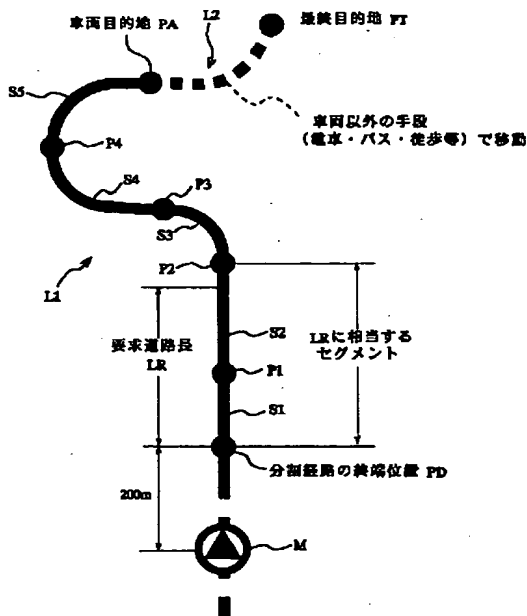 車両目的地 PA
L2
最終目的地 PT
S5
車両以外の手段
(電車・バス・徒歩等)で移動
P4
S4
P3
S3
P2
L1
S2
要求道路長
LR
LRに相当する
セグメント
P1
S1
分割経路の終端位置 PD
200m
M